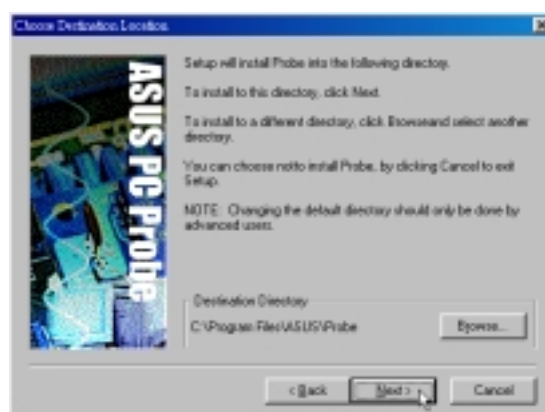 Choose Destination Location
ASUS PC Probe
Setup will install Probe into the following directory.
To install to this directory, click Next.
To install to a different directory, click Browseand select another
directory.
You can choose notto install Probe, by clicking Cancel to exit
Setup.
NOTE: Changing the default directory should only be done by
advanced users.
Destination Directory
C:\Program Files\ASUS\Probe
Browse...
< Back
Next >
Cancel